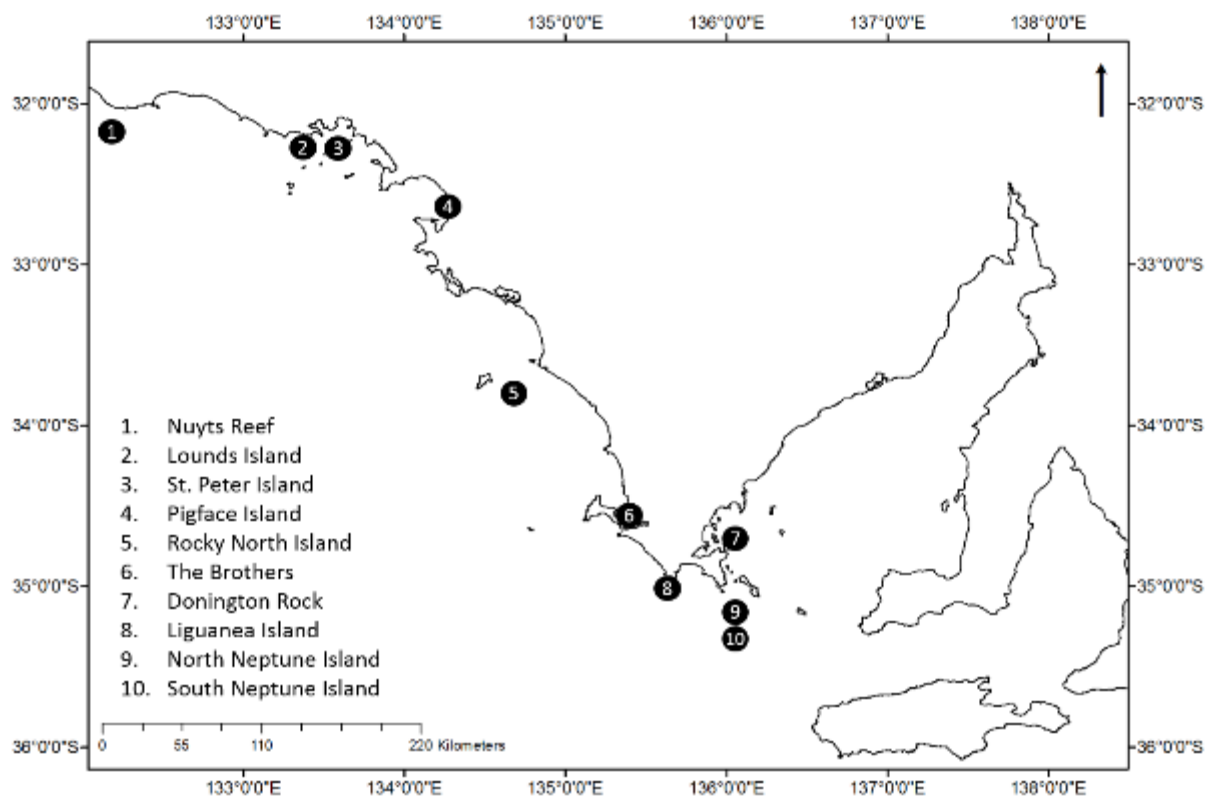 133°0'0"E 134°0'0"E 135°0'0"E 136°0'0"E 137°0'0"E 138°0'0"E
32°0'0"S 32°0'0"S
1
2 3
4
33°0'0"S 33°0'0"S
5
34°0'0"S 34°0'0"S
1. Nuyts Reef
2. Lounds Island
3. St. Peter Island
4. Pigface Island
5. Rocky North Island
6. The Brothers
7. Donington Rock
8. Liguanea Island
9. North Neptune Island
10. South Neptune Island
6
7
35°0'0"S 35°0'0"S
8
9
10
0 55 110 220 Kilometers
36°0'0"S 36°0'0"S
133°0'0"E 134°0'0"E 135°0'0"E 136°0'0"E 137°0'0"E 138°0'0"E